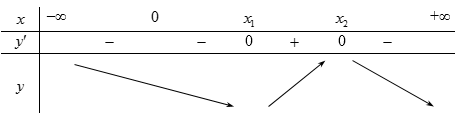 x −∞ 0 x₁ x₂ +∞
y′ − − 0 + 0 −
y